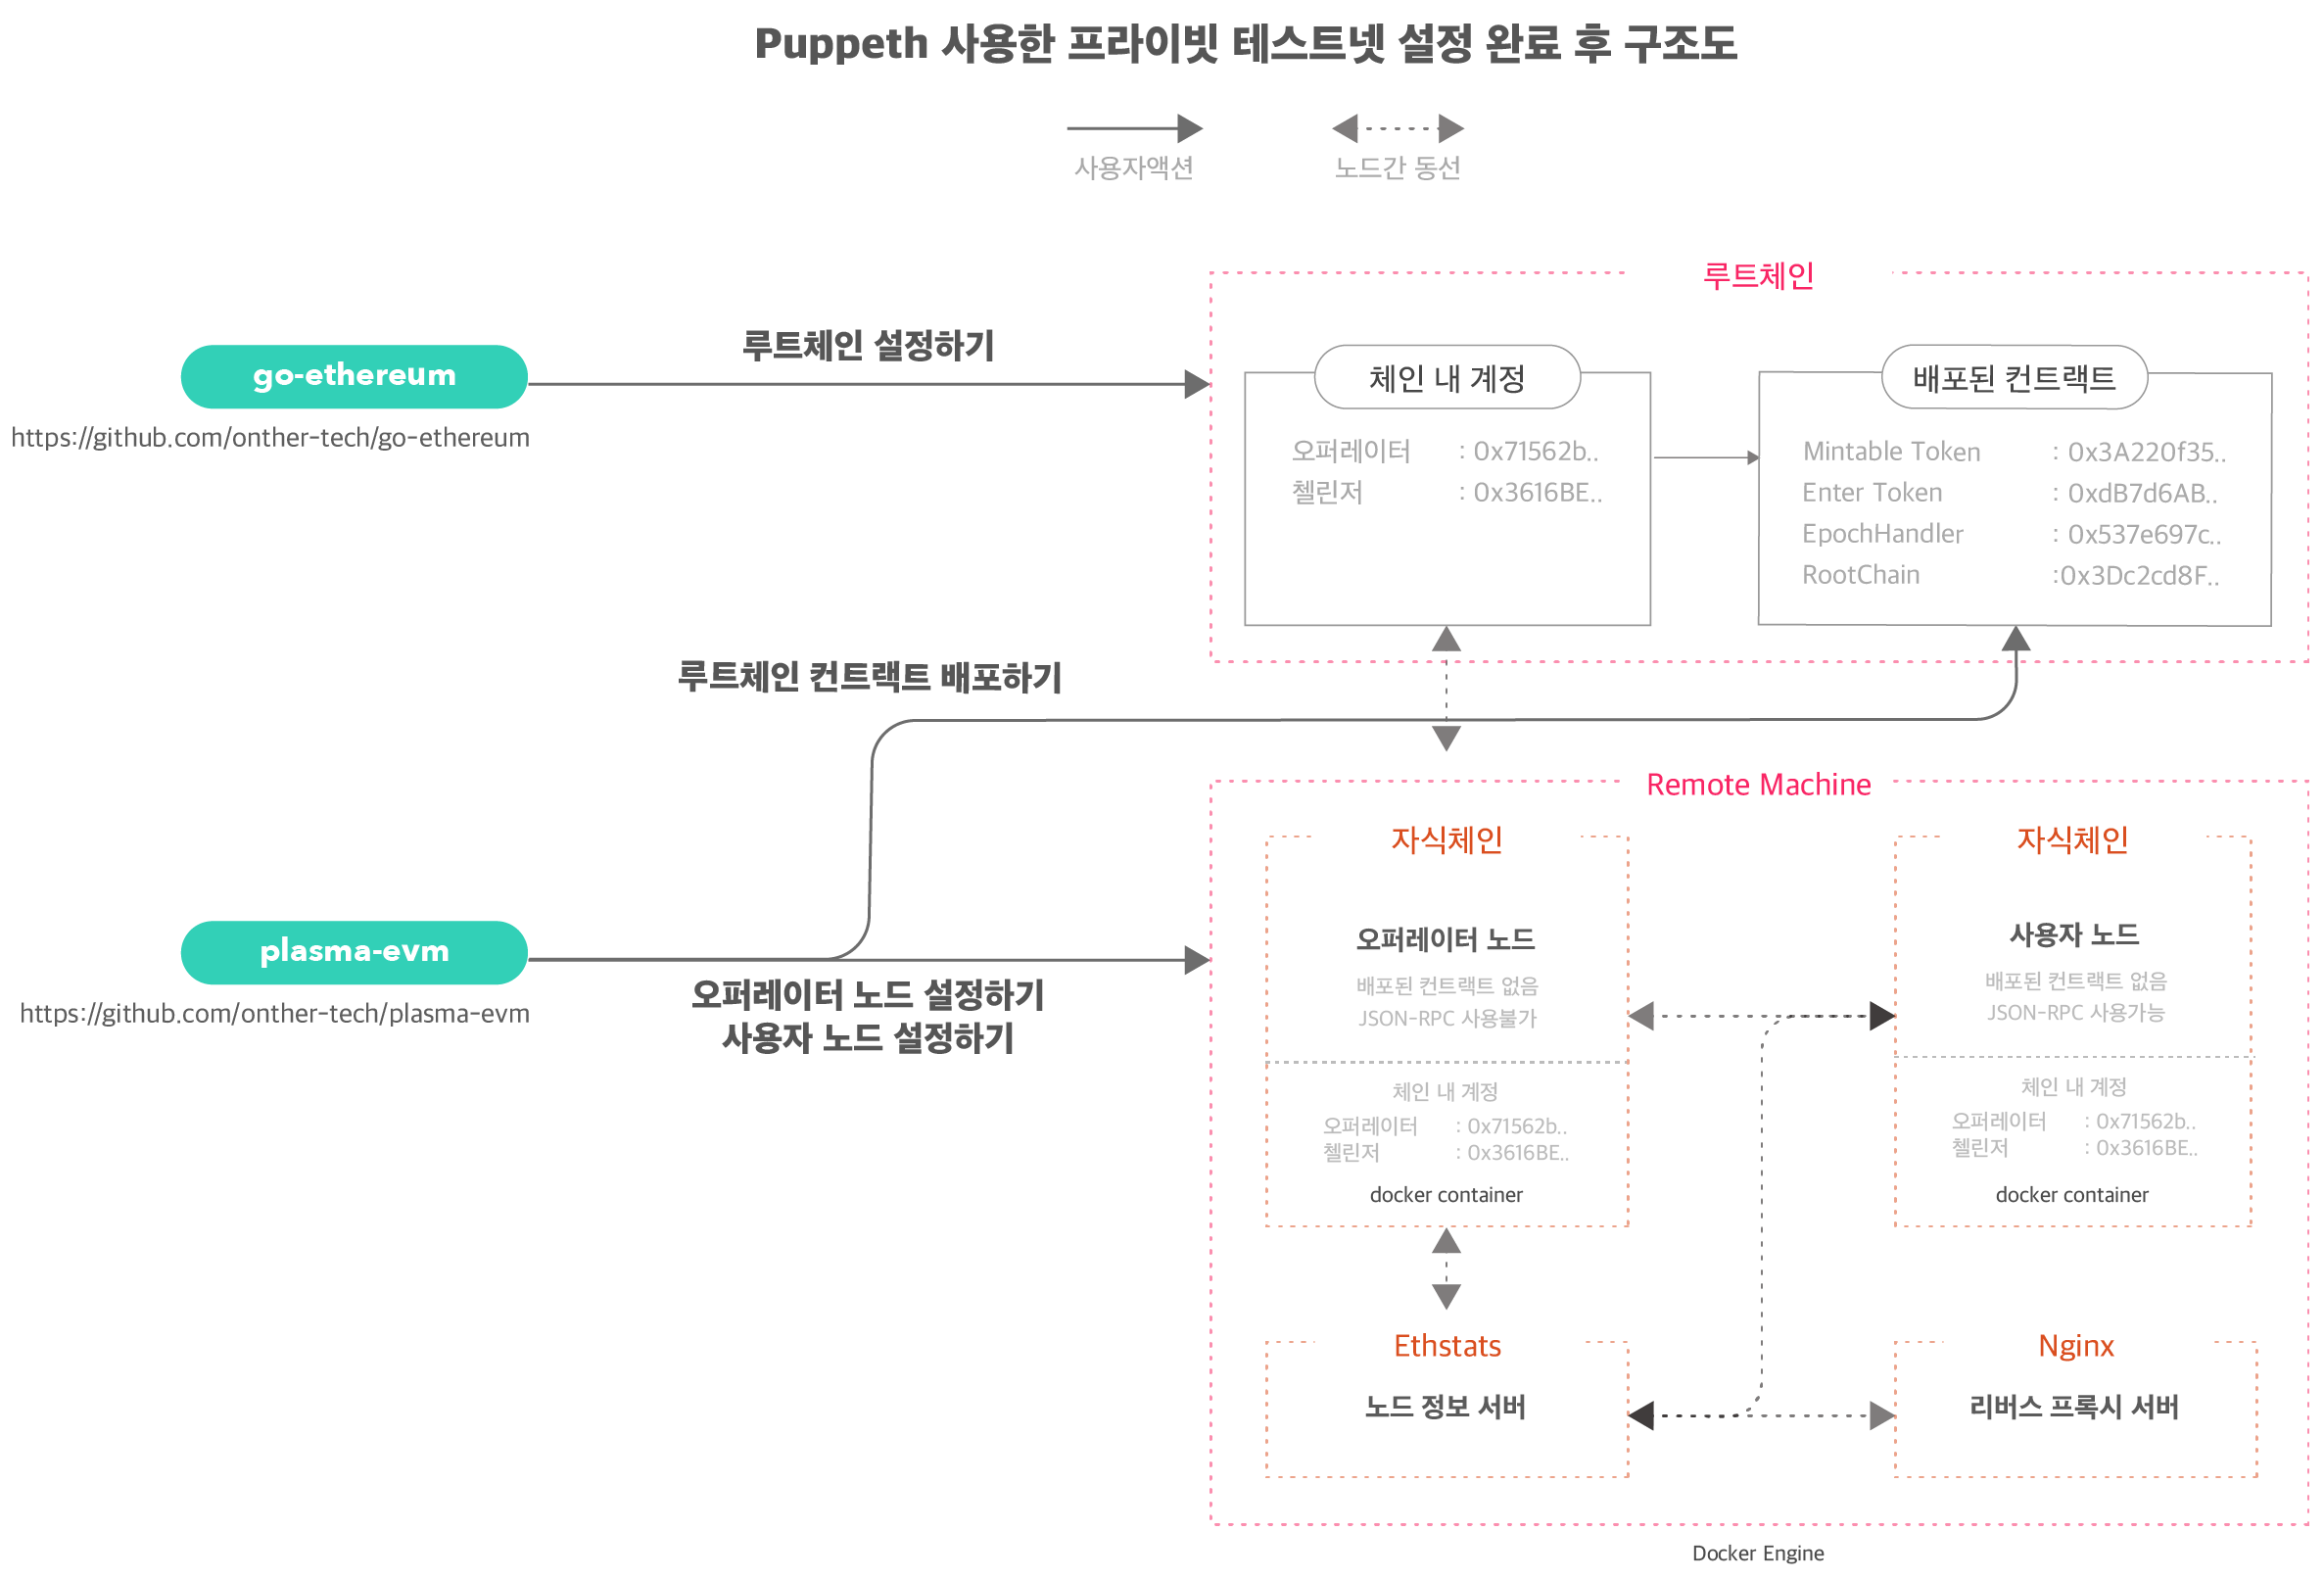 Puppeth 사용한 프라이빗 테스트넷 설정 완료 후 구조도
사용자액션
노드간 동선
루트체인
go-ethereum
https://github.com/onther-tech/go-ethereum
루트체인 설정하기
체인 내 계정
오퍼레이터 : 0x71562b..
첼린저 : 0x3616BE..
배포된 컨트랙트
Mintable Token : 0x3A220f35..
Enter Token : 0xdB7d6AB..
EpochHandler : 0x537e697c..
RootChain :0x3Dc2cd8F..
루트체인 컨트랙트 배포하기
plasma-evm
https://github.com/onther-tech/plasma-evm
오퍼레이터 노드 설정하기
사용자 노드 설정하기
Remote Machine
자식체인
오퍼레이터 노드
배포된 컨트랙트 없음
JSON-RPC 사용불가
체인 내 계정
오퍼레이터 : 0x71562b..
첼린저 : 0x3616BE..
docker container
자식체인
사용자 노드
배포된 컨트랙트 없음
JSON-RPC 사용가능
체인 내 계정
오퍼레이터 : 0x71562b..
첼린저 : 0x3616BE..
docker container
Ethstats
노드 정보 서버
Nginx
리버스 프록시 서버
Docker Engine